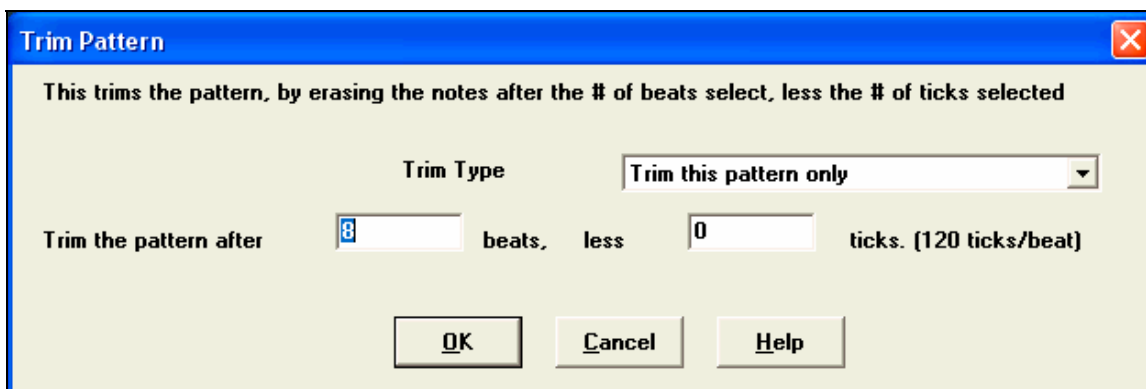 Trim Pattern
This trims the pattern, by erasing the notes after the # of beats select, less the # of ticks selected
Trim Type Trim this pattern only
Trim the pattern after 8 beats, less 0 ticks. (120 ticks/beat)
OK Cancel Help